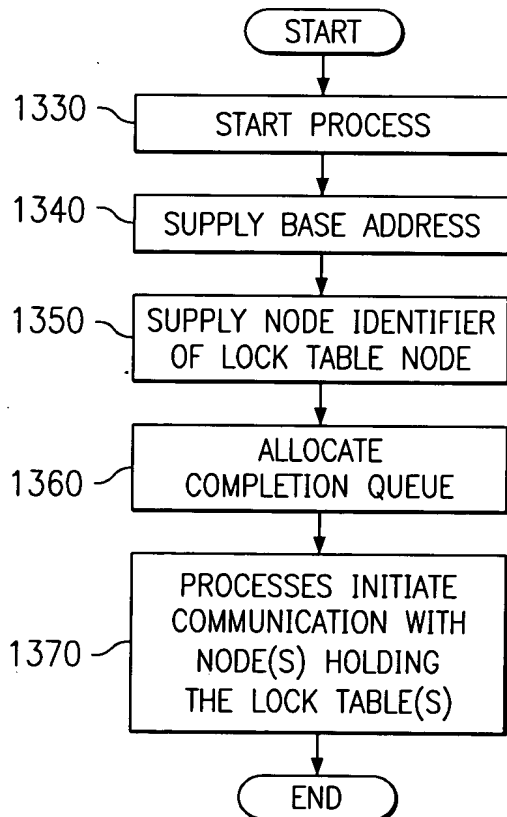 START
1330
START PROCESS
1340
SUPPLY BASE ADDRESS
1350
SUPPLY NODE IDENTIFIER
OF LOCK TABLE NODE
1360
ALLOCATE
COMPLETION QUEUE
1370
PROCESSES INITIATE
COMMUNICATION WITH
NODE(S) HOLDING
THE LOCK TABLE(S)
END